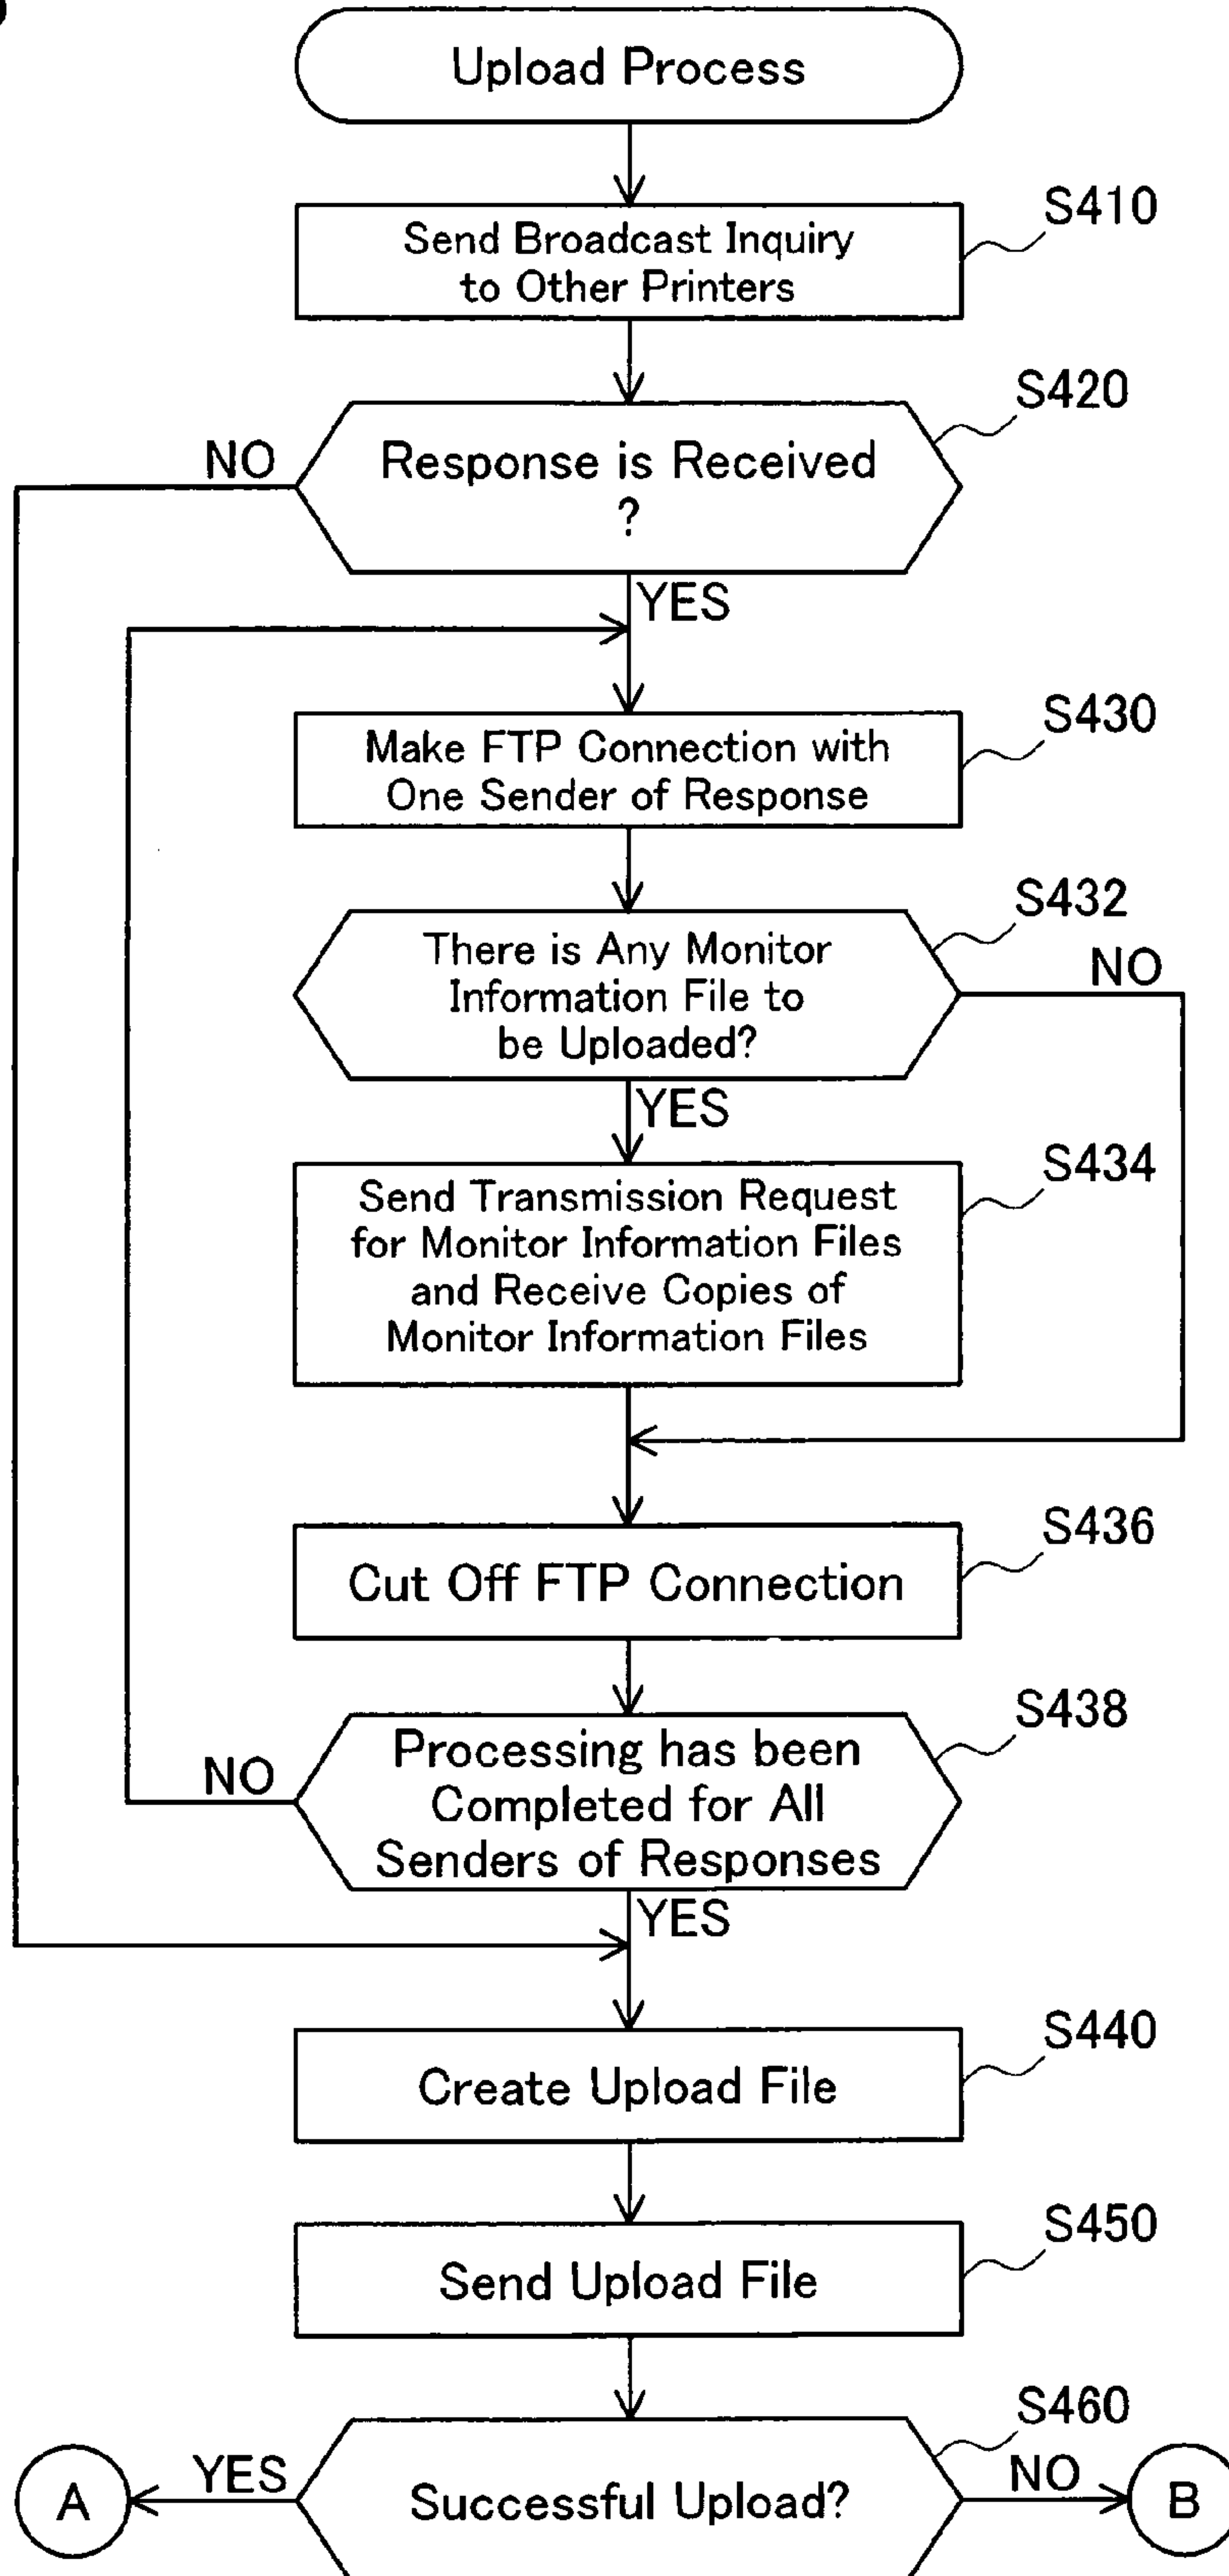 Upload Process
S410
Send Broadcast Inquiry
to Other Printers
S420
NO
Response is Received
?
YES
S430
Make FTP Connection with
One Sender of Response
S432
There is Any Monitor
Information File to
be Uploaded?
NO
YES
S434
Send Transmission Request
for Monitor Information Files
and Receive Copies of
Monitor Information Files
S436
Cut Off FTP Connection
S438
NO
Processing has been
Completed for All
Senders of Responses
YES
S440
Create Upload File
S450
Send Upload File
S460
A
YES
Successful Upload?
NO
B